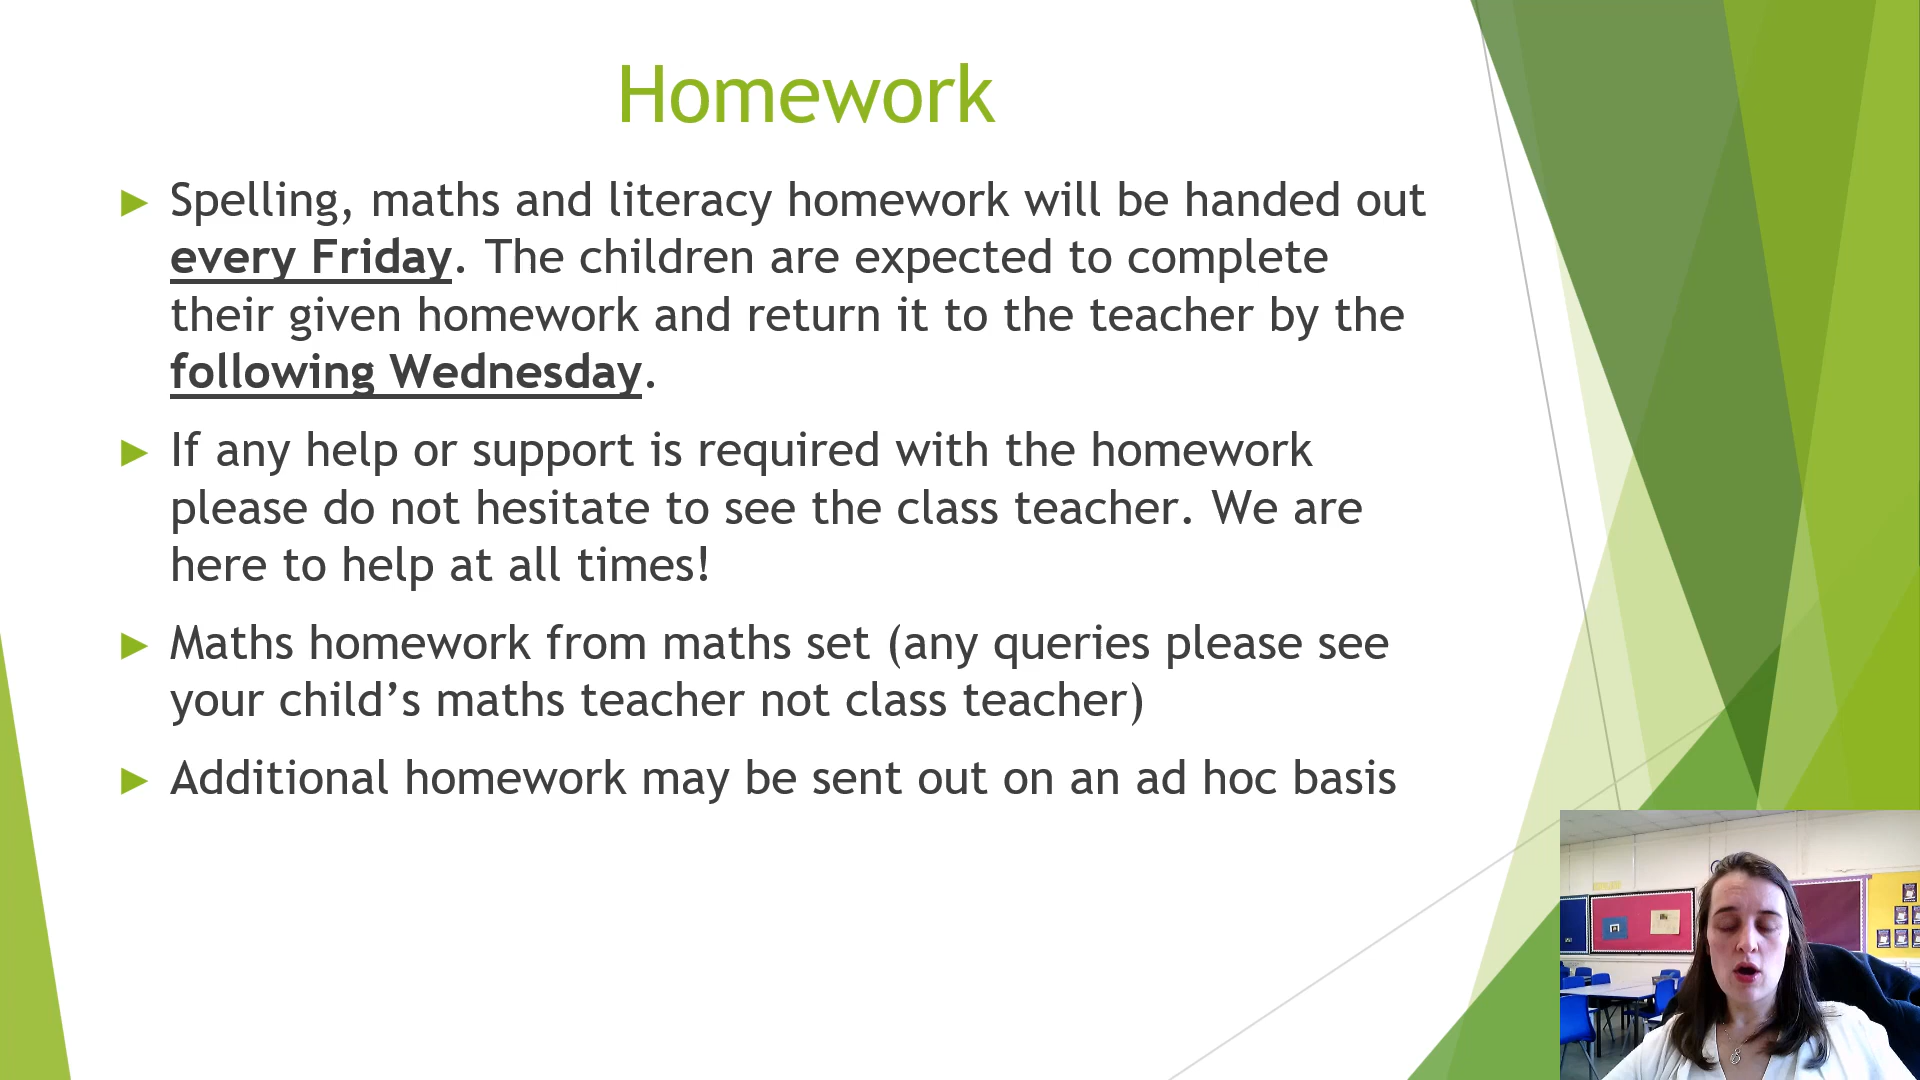 Homework
Spelling, maths and literacy homework will be handed out
every Friday. The children are expected to complete
their given homework and return it to the teacher by the
following Wednesday.
If any help or support is required with the homework
please do not hesitate to see the class teacher. We are
here to help at all times!
Maths homework from maths set (any queries please see
your child’s maths teacher not class teacher)
Additional homework may be sent out on an ad hoc basis